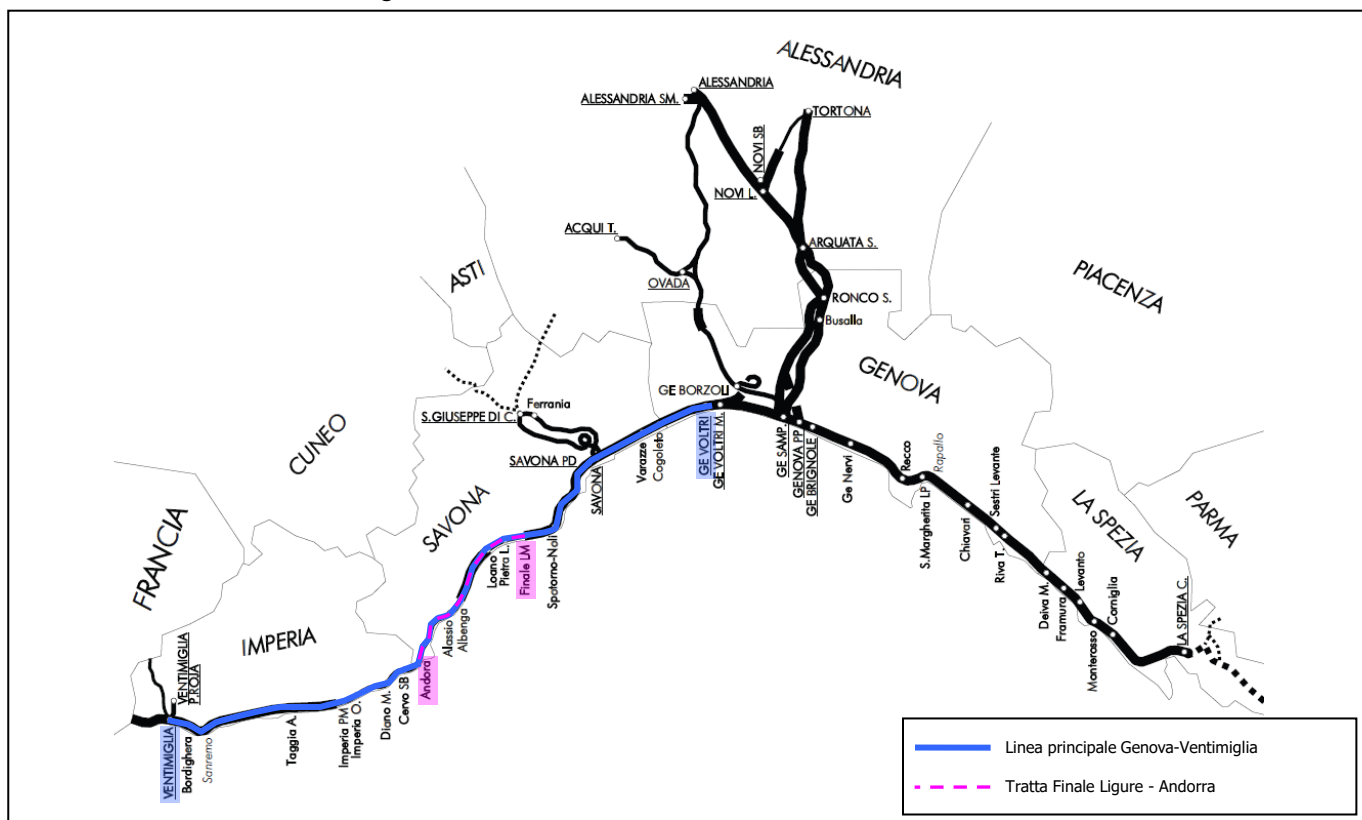 ALESSANDRIA
ALESSANDRIA
ALESSANDRIA SM.
TORTONA
NOVI SB
NOVI L.
ACQUI T.
ARQUATA S.
ASTI
OVADA
PIACENZA
RONCO S.
Busalla
GENOVA
GE BORZOLI
CUNEO
S.GIUSEPPE DI C.
Ferrania
SAVONA PD
SAVONA
Varazze
Cogoleto
GE VOLTRI
GE VOLTRI M.
GE SAMP.
GENOVA PP
GE BRIGNOLE
Ge Nervi
Recco
Rapallo
S.Margherita LP
Chiavari
Sestri Levante
Riva T.
LA SPEZIA
PARMA
SAVONA
FRANCIA
Loano
Pietra L.
Finale LM
Spotorno-Noli
Deiva M.
Framura
Levanto
Monterosso
Corniglia
LA SPEZIA C.
Alassio
Albenga
IMPERIA
VENTIMIGLIA
P.ROJA
Andora
Cervo SB
Diano M.
Imperia O.
Imperia PM
Taggia A.
Sanremo
Bordighera
VENTIMIGLIA
Linea principale Genova-Ventimiglia
Tratta Finale Ligure - Andorra